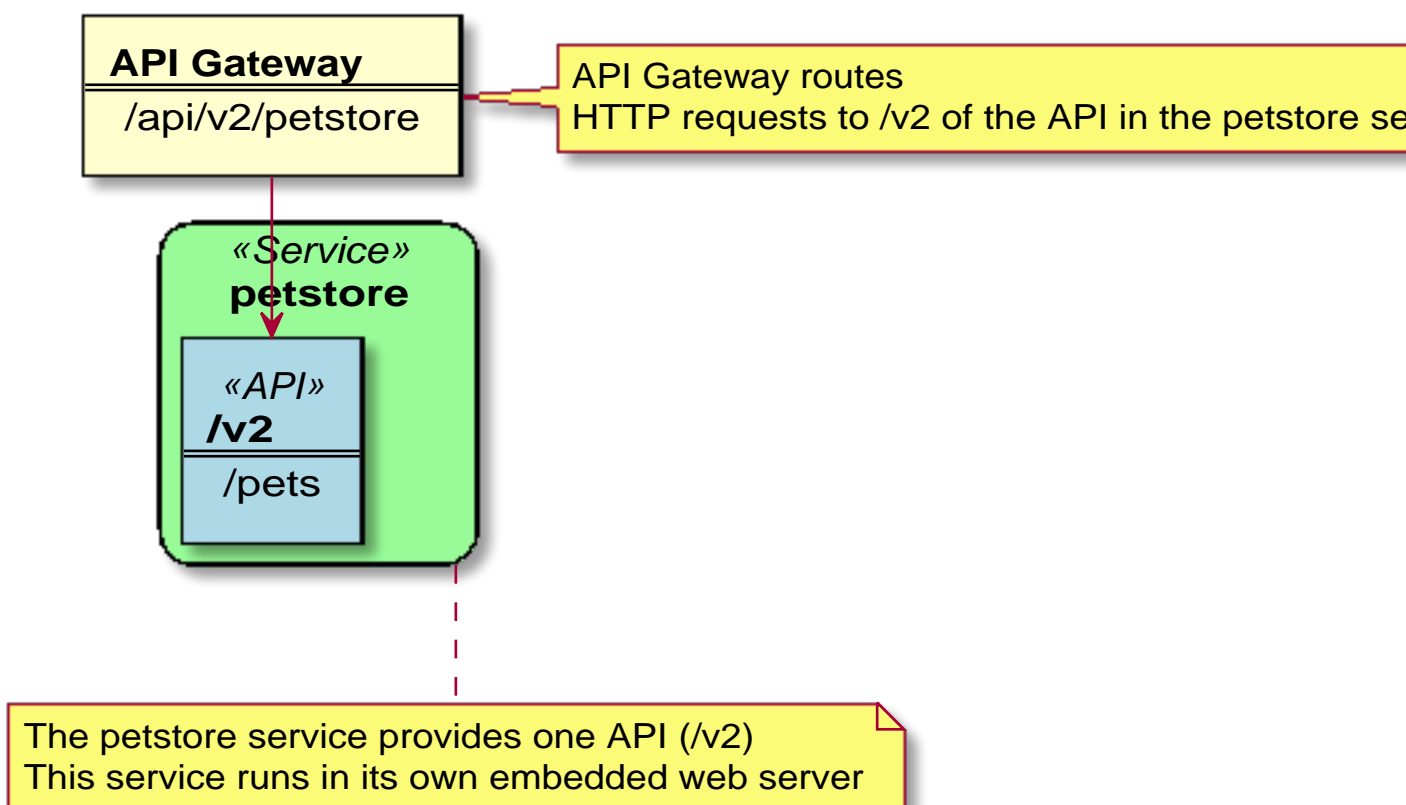 API Gateway
/api/v2/petstore
API Gateway routes
HTTP requests to /v2 of the API in the petstore
«Service»
petstore
«API»
/v2
/pets
The petstore service provides one API (/v2)
This service runs in its own embedded web server